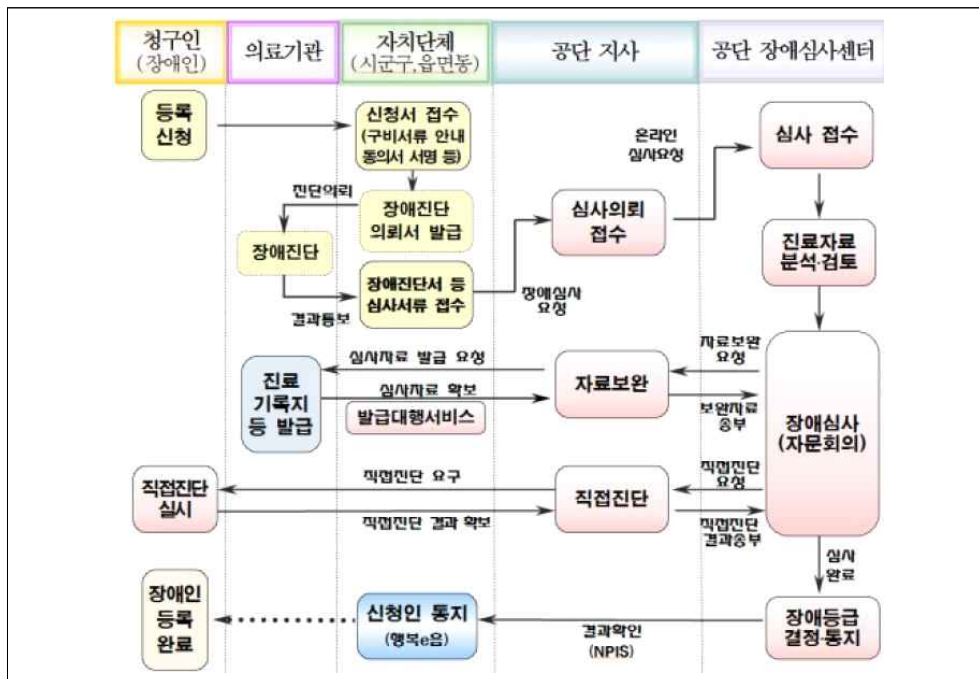 청구인
(장애인)
의료기관
자치단체
(시군구,읍면동)
공단 지사
공단 장애심사센터
등록
신청
신청서 접수
(구비서류 안내
동의서 서명 등)
온라인
심사요청
심사 접수
진단의뢰
장애진단
의뢰서 발급
심사의뢰
접수
장애진단
진료자료
분석·검토
장애진단서 등
심사서류 접수
결과통보
장애심사
요청
심사자료 발급 요청
자료보완
요청
진료
기록지
등 발급
심사자료 확보
발급대행서비스
자료보완
보완자료
송부
장애심사
(자문회의)
직접진단 요구
직접진단
요청
직접진단
실시
직접진단
직접진단 결과 확보
직접진단
결과송부
심사
완료
장애인
등록
완료
신청인 통지
(행복e음)
결과확인
(NPIS)
장애등급
결정·통지